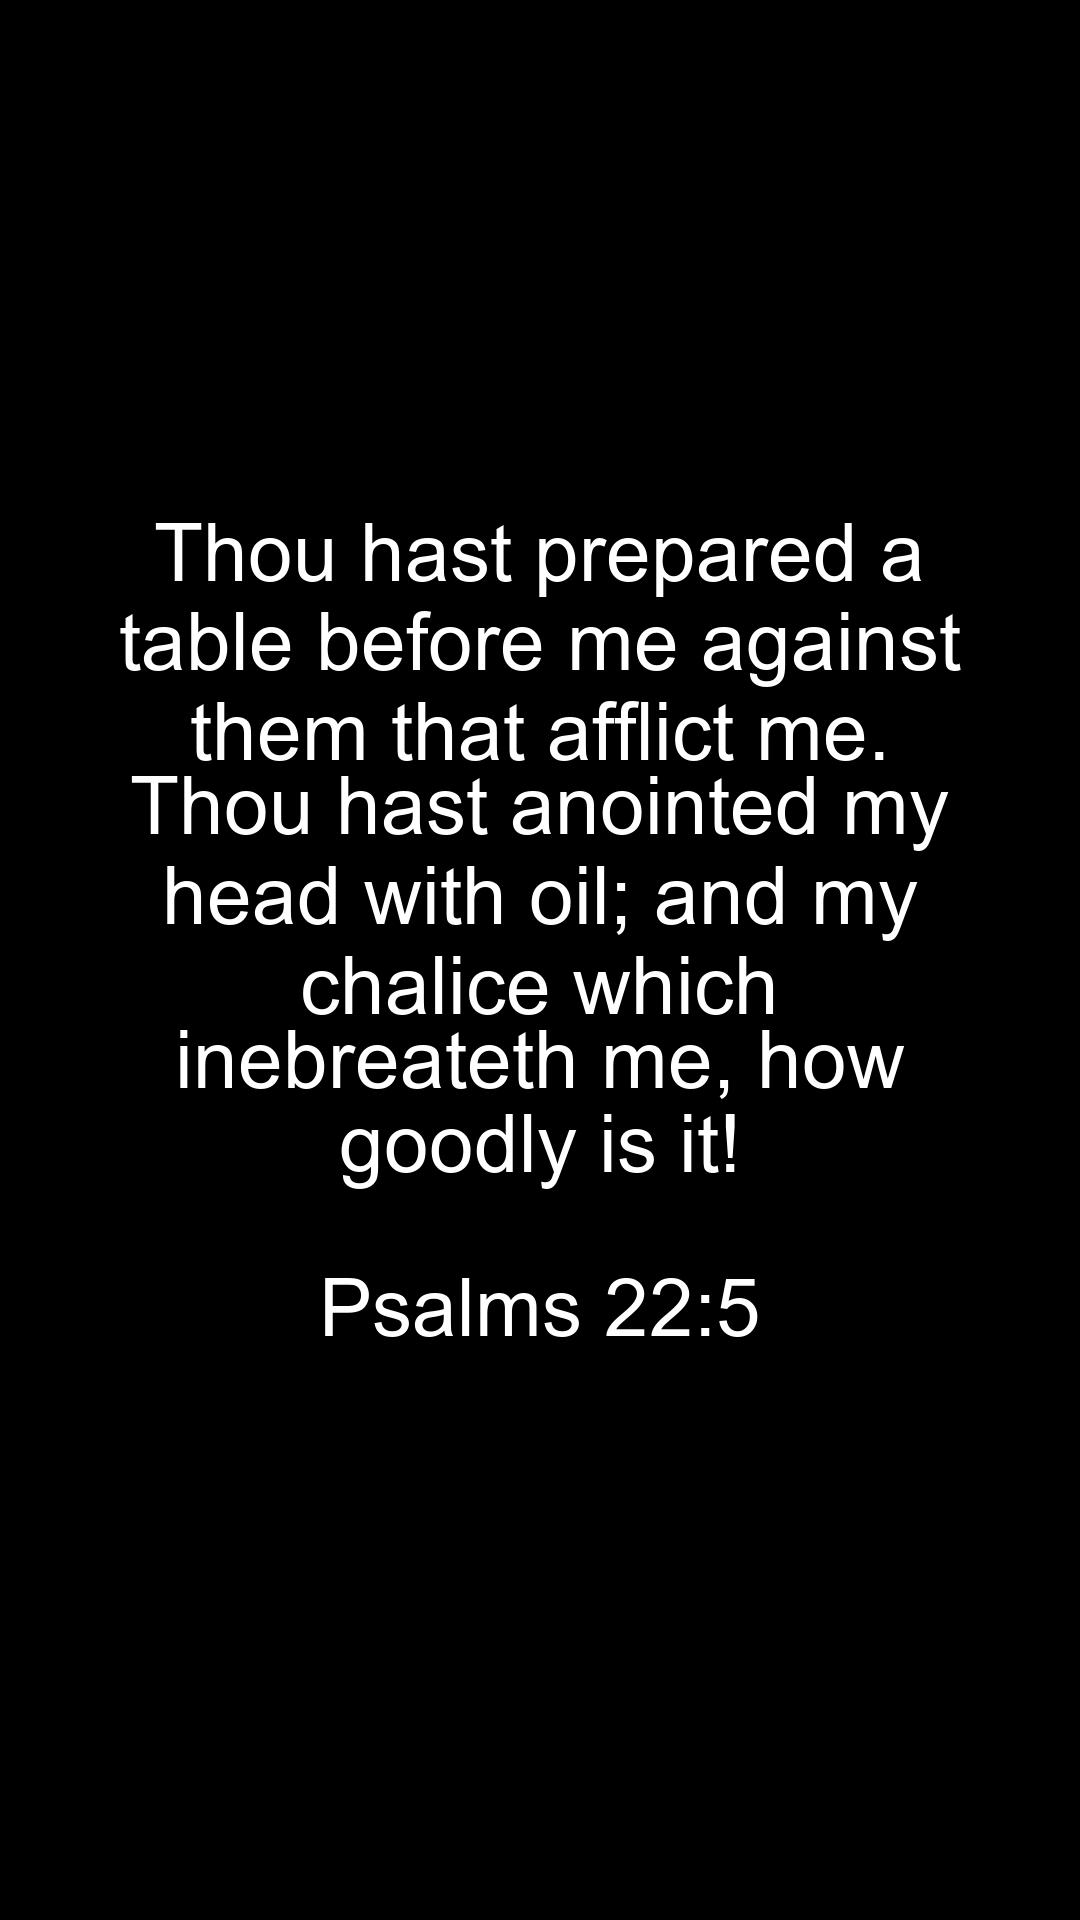 Thou hast prepared a
table before me against
them that afflict me.
Thou hast anointed my
head with oil; and my
chalice which
inebreateth me, how
goodly is it!
Psalms 22:5